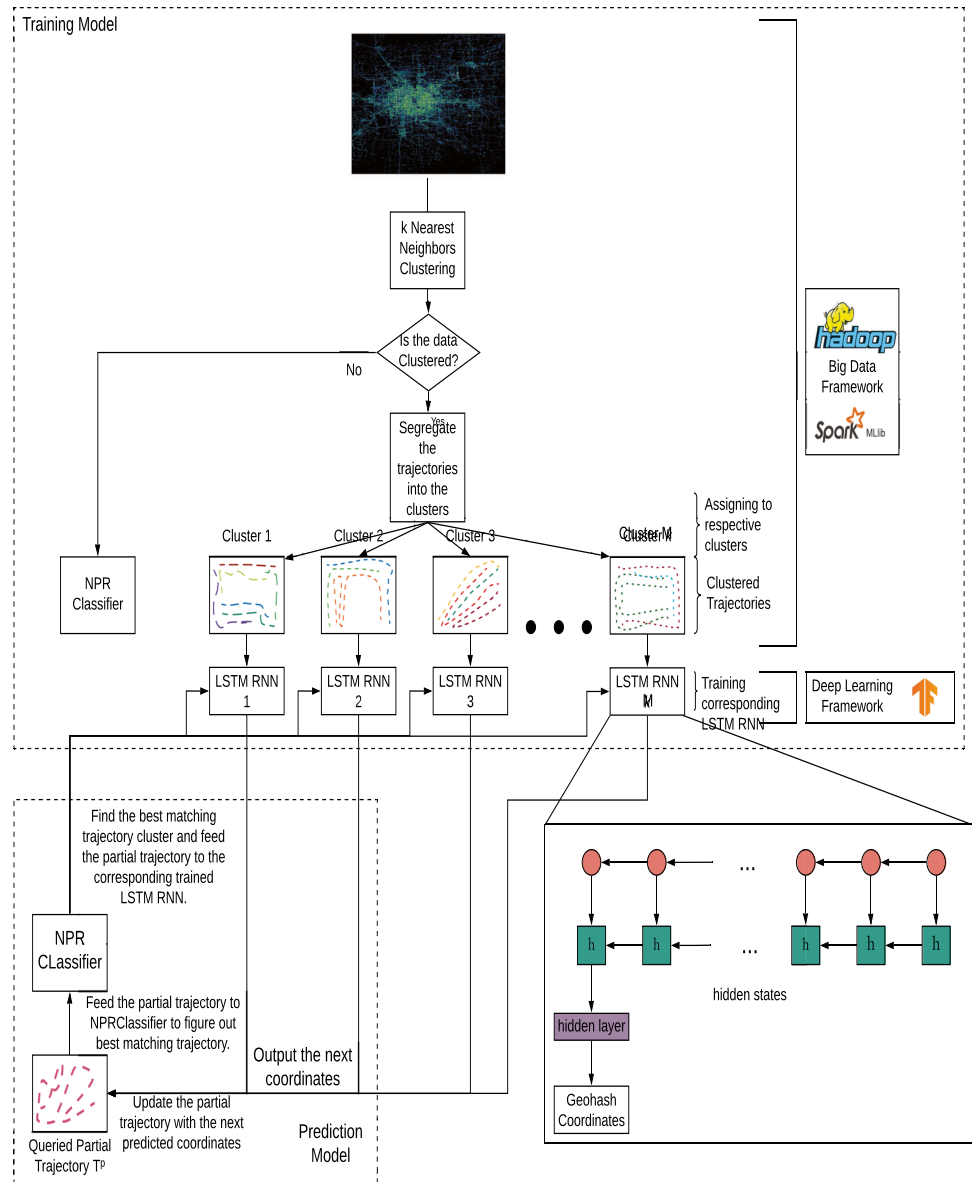 Training Model
k Nearest
Neighbors
Clustering
Is the data
Clustered?
No
Yes
Segregate
the
trajectories
into the
clusters
hadoop
Big Data
Framework
Spark MLlib
Cluster 1
Cluster 2
Cluster 3
Cluster M
Assigning to
respective
clusters
Clustered
Trajectories
NPR
Classifier
LSTM RNN
1
LSTM RNN
2
LSTM RNN
3
LSTM RNN
M
Training
corresponding
LSTM RNN
Deep Learning
Framework
Find the best matching
trajectory cluster and feed
the partial trajectory to the
corresponding trained
LSTM RNN.
NPR
CLassifier
Feed the partial trajectory to
NPRClassifier to figure out
best matching trajectory.
Output the next
coordinates
Update the partial
trajectory with the next
predicted coordinates
Queried Partial
Trajectory Tᵖ
Prediction
Model
...
h h ... h h h
hidden states
hidden layer
Geohash
Coordinates